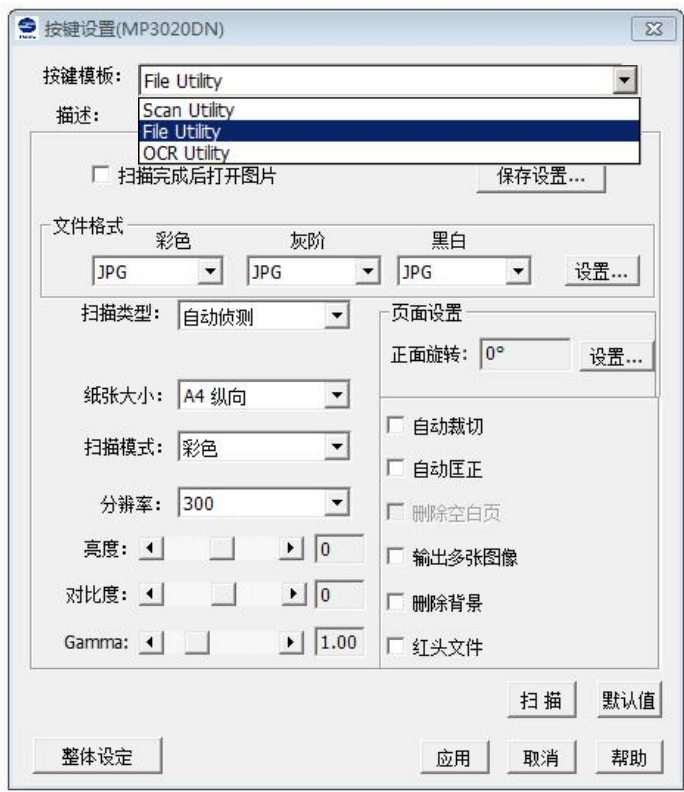 按键设置(MP3020DN)
按键模板: File Utility
描述: Scan Utility
File Utility
OCR Utility
扫描完成后打开图片 保存设置...
文件格式
彩色 灰阶 黑白
JPG JPG JPG 设置...
扫描类型: 自动侦测 页面设置
正面旋转: 0° 设置...
纸张大小: A4 纵向
自动裁切
扫描模式: 彩色
自动匡正
分辨率: 300
删除空白页
亮度: 0 输出多张图像
对比度: 0 删除背景
Gamma: 1.00 红头文件
扫 描 默认值
整体设定 应用 取消 帮助